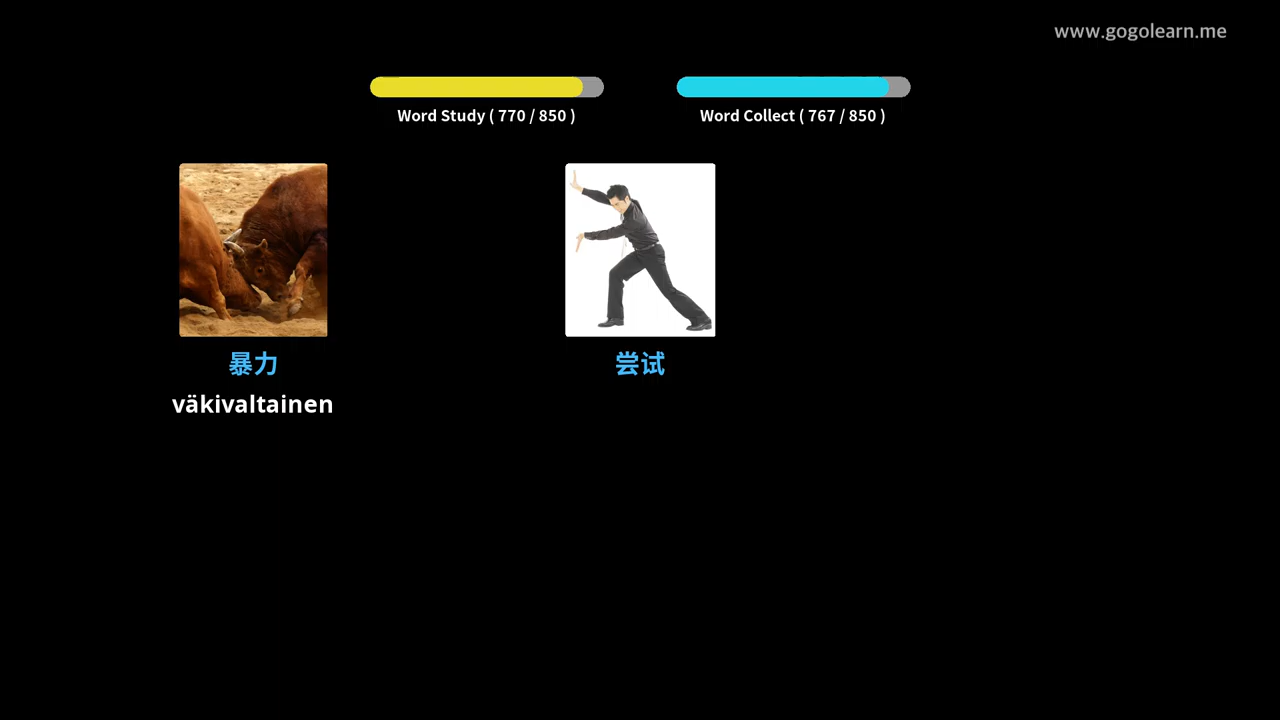 www.gogolearn.me
Word Study ( 770 / 850 )
Word Collect ( 767 / 850 )
暴力
尝试
väkivaltainen